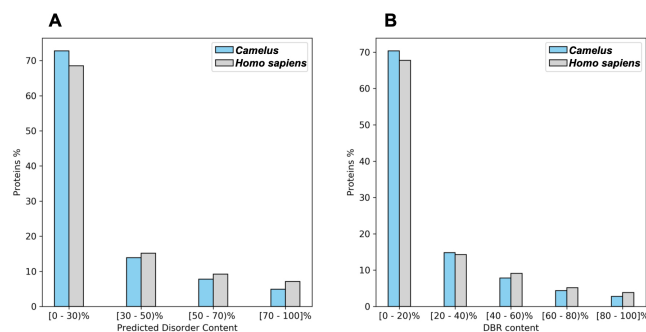 A
B
Camelus
Homo sapiens
Proteins %
70
60
50
40
30
20
10
0
[0 - 30)%
[30 - 50)%
[50 - 70)%
[70 - 100]%
Predicted Disorder Content
Camelus
Homo sapiens
Proteins %
70
60
50
40
30
20
10
0
[0 - 20)%
[20 - 40)%
[40 - 60)%
[60 - 80)%
[80 - 100]%
DBR content